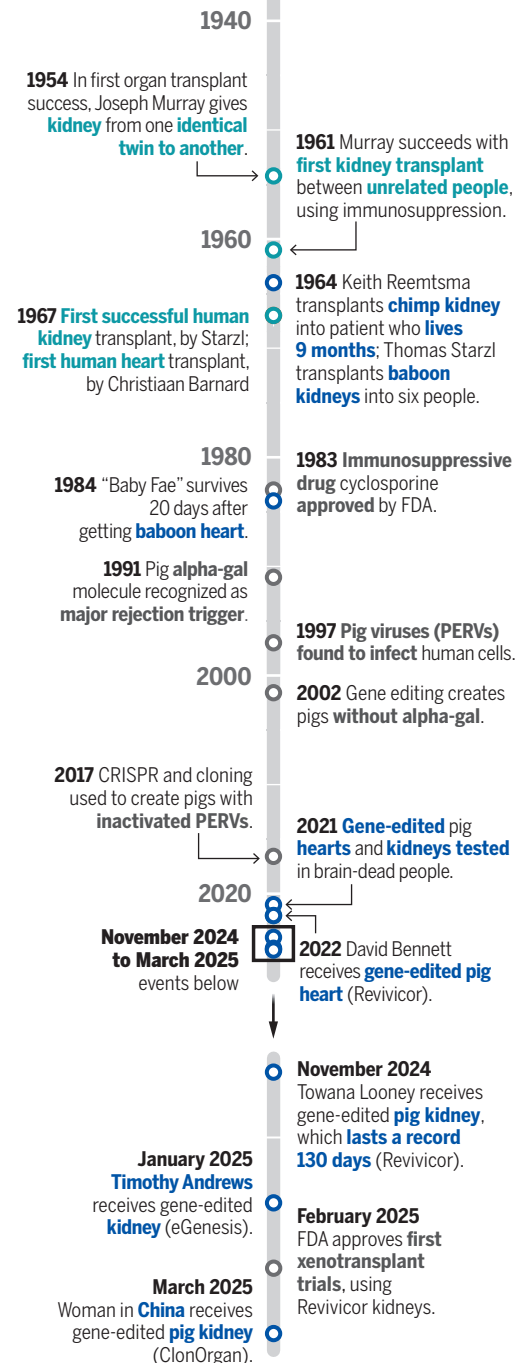 1940
1954 In first organ transplant
success, Joseph Murray gives
kidney from one identical
twin to another.
1961 Murray succeeds with
first kidney transplant
between unrelated people,
using immunosuppression.
1960
1964 Keith Reemtsma
transplants chimp kidney
into patient who lives
9 months; Thomas Starzl
transplants baboon
kidneys into six people.
1967 First successful human
kidney transplant, by Starzl;
first human heart transplant,
by Christiaan Barnard
1980
1983 Immunosuppressive
drug cyclosporine
approved by FDA.
1984 “Baby Fae” survives
20 days after
getting baboon heart.
1991 Pig alpha-gal
molecule recognized as
major rejection trigger.
1997 Pig viruses (PERVs)
found to infect human cells.
2000
2002 Gene editing creates
pigs without alpha-gal.
2017 CRISPR and cloning
used to create pigs with
inactivated PERVs.
2021 Gene-edited pig
hearts and kidneys tested
in brain-dead people.
2020
2022 David Bennett
receives gene-edited pig
heart (Revivicor).
November 2024
to March 2025
events below
November 2024
Towana Looney receives
gene-edited pig kidney,
which lasts a record
130 days (Revivicor).
January 2025
Timothy Andrews
receives gene-edited
kidney (eGenesis).
February 2025
FDA approves first
xenotransplant
trials, using
Revivicor kidneys.
March 2025
Woman in China receives
gene-edited pig kidney
(ClonOrgan).